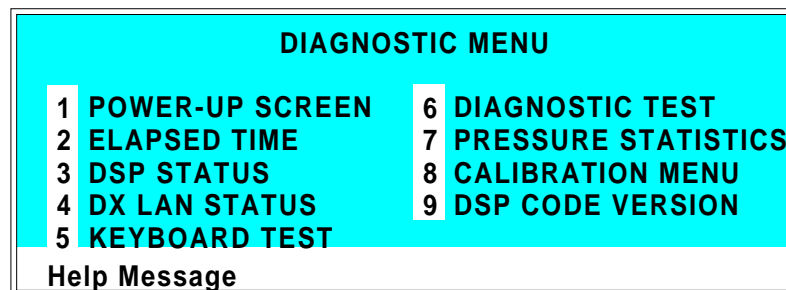 DIAGNOSTIC MENU
1 POWER-UP SCREEN
2 ELAPSED TIME
3 DSP STATUS
4 DX LAN STATUS
5 KEYBOARD TEST
6 DIAGNOSTIC TEST
7 PRESSURE STATISTICS
8 CALIBRATION MENU
9 DSP CODE VERSION
Help Message